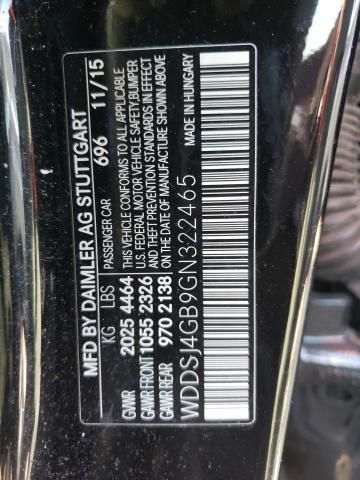 MFD BY DAIMLER AG STUTTGART
696 11/15
KG LBS PASSENGER CAR
GVWR 2025 4464 THIS VEHICLE CONFORMS TO ALL APPLICABLE
GAWR FRONT 1055 2326 U.S. FEDERAL MOTOR VEHICLE SAFETY,BUMPER,
AND THEFT PREVENTION STANDARDS IN EFFECT
GAWR REAR 970 2138 ON THE DATE OF MANUFACTURE SHOWN ABOVE
MADE IN HUNGARY
WDDSJ4GB9GN322465